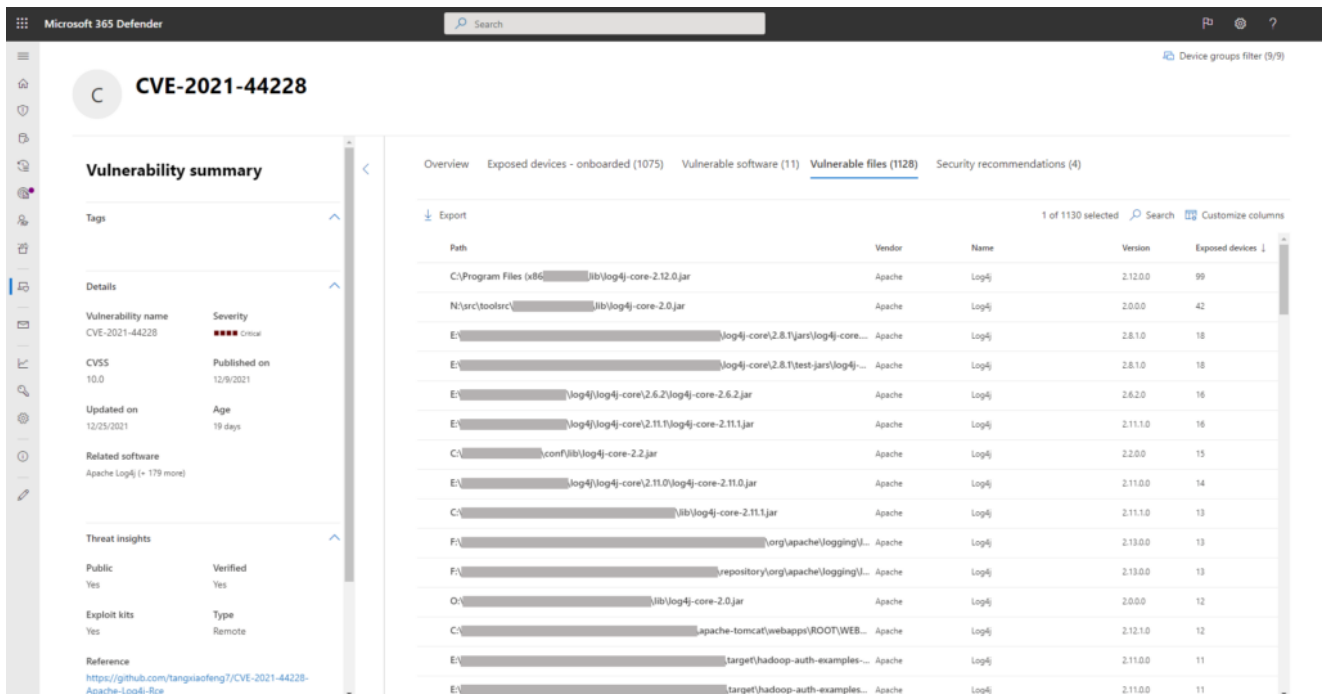 Microsoft 365 Defender
Search
Device groups filter (9/9)
C
CVE-2021-44228
Vulnerability summary
Tags
Details
Vulnerability name
Severity
CVE-2021-44228
Critical
CVSS
Published on
10.0
12/9/2021
Updated on
Age
12/25/2021
19 days
Related software
Apache Log4j (+ 179 more)
Threat insights
Public
Verified
Yes
Yes
Exploit kits
Type
Yes
Remote
Reference
https://github.com/tangxiaofeng7/CVE-2021-44228-
Apache-Log4j-Rce
Overview Exposed devices - onboarded (1075) Vulnerable software (11) Vulnerable files (1128) Security recommendations (4)
Export
1 of 1130 selected Search Customize columns
Path Vendor Name Version Exposed devices ↓
C:\Program Files (x86 lib\log4j-core-2.12.0.jar Apache Log4j 2.12.0.0 99
N:\src\toolsrc\ lib\log4j-core-2.0.jar Apache Log4j 2.0.0.0 42
E:\ \log4j-core\2.8.1\jars\log4j-core... Apache Log4j 2.8.1.0 18
E:\ \log4j-core\2.8.1\test-jars\log4j-... Apache Log4j 2.8.1.0 18
E:\ \log4j\log4j-core\2.6.2\log4j-core-2.6.2.jar Apache Log4j 2.6.2.0 16
E:\ \log4j\log4j-core\2.11.1\log4j-core-2.11.1.jar Apache Log4j 2.11.1.0 16
C:\ \conf\lib\log4j-core-2.2.jar Apache Log4j 2.2.0.0 15
E:\ \log4j\log4j-core\2.11.0\log4j-core-2.11.0.jar Apache Log4j 2.11.0.0 14
C:\ \lib\log4j-core-2.11.1.jar Apache Log4j 2.11.1.0 13
F:\ \org\apache\logging\l... Apache Log4j 2.13.0.0 13
F:\ \repository\org\apache\logging\l... Apache Log4j 2.13.0.0 13
O:\ \lib\log4j-core-2.0.jar Apache Log4j 2.0.0.0 12
C:\ apache-tomcat\webapps\ROOT\WEB... Apache Log4j 2.12.1.0 12
E:\ target\hadoop-auth-examples-... Apache Log4j 2.11.0.0 11
E:\ target\hadoop-auth-examples... Apache Log4j 2.11.0.0 11